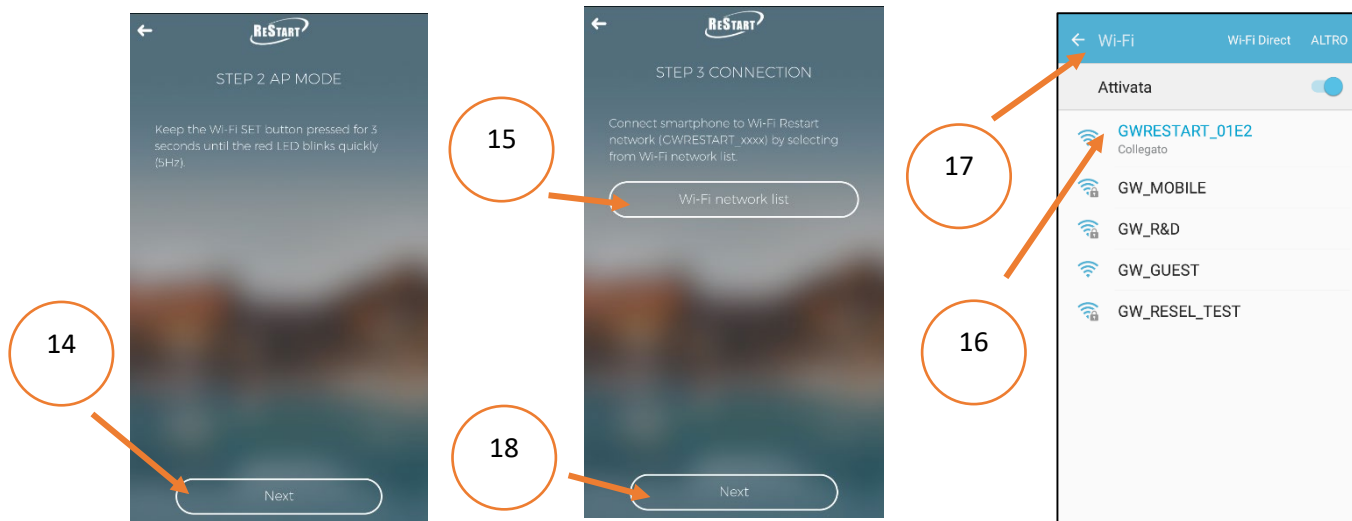 RESTART
STEP 2 AP MODE
Keep the Wi-Fi SET button pressed for 3
seconds until the red LED blinks quickly
(5Hz).
14
Next
RESTART
STEP 3 CONNECTION
15
Connect smartphone to Wi-Fi Restart
network (GWRESTART_xxxx) by selecting
from Wi-Fi network list.
Wi-Fi network list
18
Next
Wi-Fi Wi-Fi Direct ALTRO
Attivata
17
GWRESTART_01E2
Collegato
GW_MOBILE
GW_R&D
GW_GUEST
GW_RESEL_TEST
16